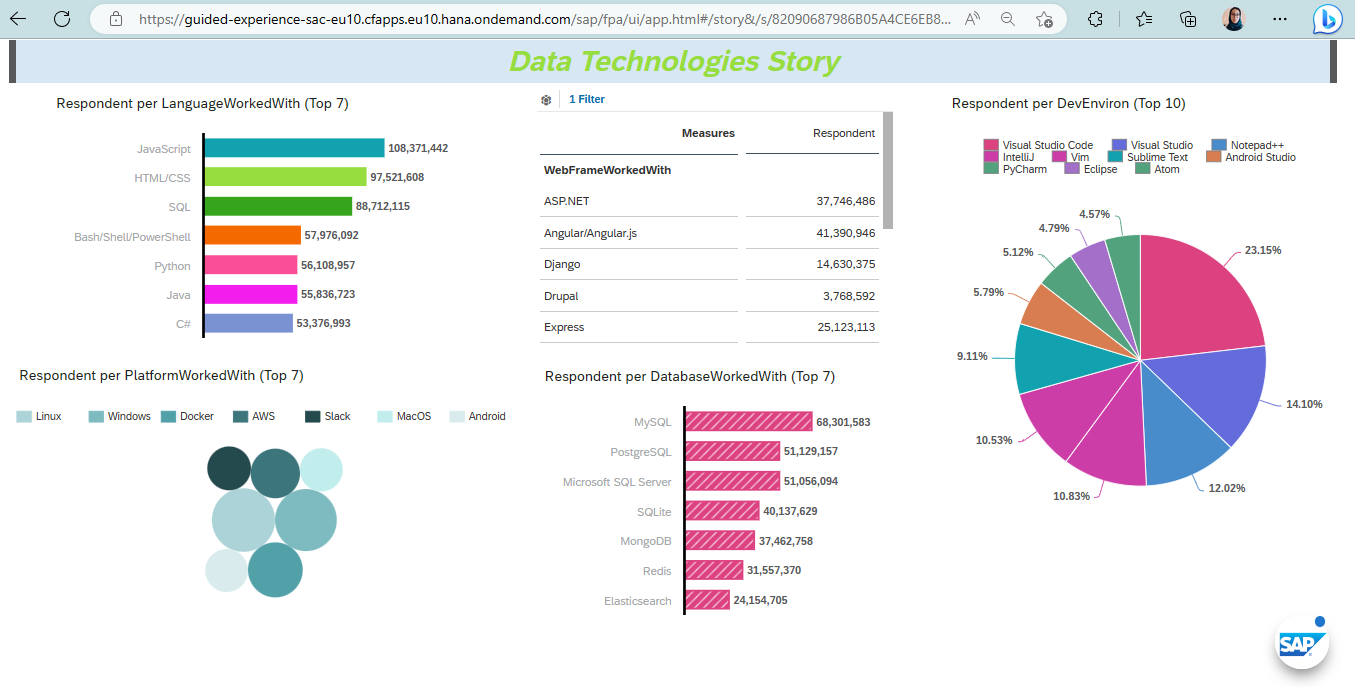 https://guided-experience-sac-eu10.cfapps.eu10.hana.ondemand.com/sap/fpa/ui/app.html#/story&/s/82090687986B05A4CE6EB8...
Data Technologies Story
Respondent per LanguageWorkedWith (Top 7)
JavaScript 108,371,442
HTML/CSS 97,521,608
SQL 88,712,115
Bash/Shell/PowerShell 57,976,092
Python 56,108,957
Java 55,836,723
C# 53,376,993
1 Filter
Measures Respondent
WebFrameWorkedWith
ASP.NET 37,746,486
Angular/Angular.js 41,390,946
Django 14,630,375
Drupal 3,768,592
Express 25,123,113
Respondent per DevEnviron (Top 10)
Visual Studio Code Visual Studio Notepad++
IntelliJ Vim Sublime Text Android Studio
PyCharm Eclipse Atom
4.57%
4.79%
23.15%
5.12%
5.79%
9.11%
14.10%
10.53%
12.02%
10.83%
Respondent per PlatformWorkedWith (Top 7)
Linux Windows Docker AWS Slack MacOS Android
Respondent per DatabaseWorkedWith (Top 7)
MySQL 68,301,583
PostgreSQL 51,129,157
Microsoft SQL Server 51,056,094
SQLite 40,137,629
MongoDB 37,462,758
Redis 31,557,370
Elasticsearch 24,154,705
SAP